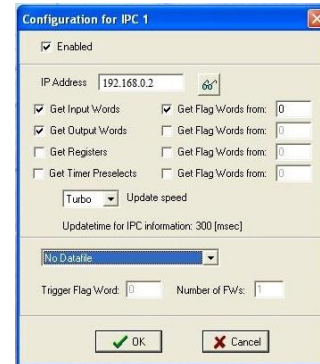 Configuration for IPC 1
Enabled
IP Address 192.168.0.2
Get Input Words Get Flag Words from: 0
Get Output Words Get Flag Words from: 0
Get Registers Get Flag Words from: 0
Get Timer Preselects Get Flag Words from: 0
Turbo Update speed
Updatetime for IPC information: 300 [msec]
No Datafile
Trigger Flag Word: 0 Number of FWs: 1
OK Cancel